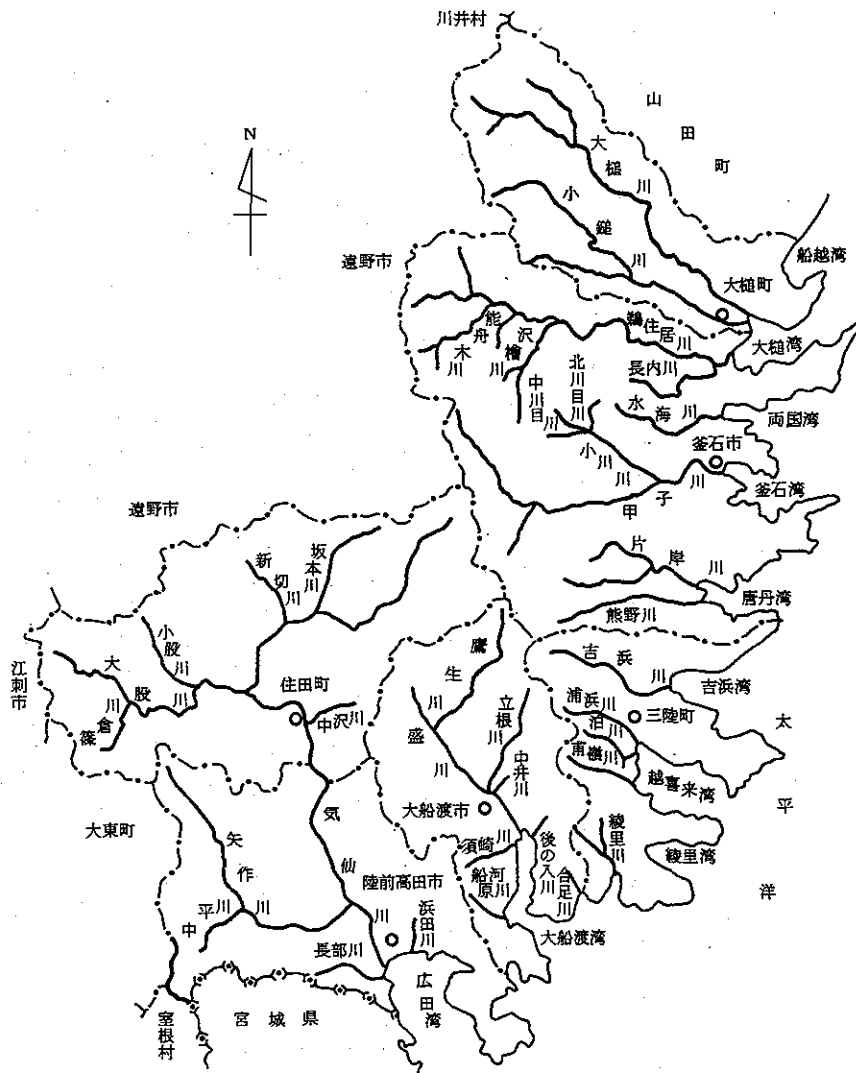 川井村
山田町
N
大槌川
小鎚川
船越湾
遠野市
大槌町
鵜住居川
大槌湾
能舟木川
沢檜川
北川目川
中川目川
長内川
水海川
両国湾
小川川
釜石市
甲子川
釜石湾
遠野市
片岸川
新切川
坂本川
唐丹湾
熊野川
小股川
大股川
江刺市
篠倉川
住田町
中沢川
鷹生川
盛川
立根川
中井川
吉浜川
吉浜湾
浦浜川
泊川
甫嶺川
三陸町
越喜来湾
太平洋
大東町
大船渡市
気仙川
須崎川
後の入川
合足川
綾里川
綾里湾
矢作川
中平川
陸前高田市
船河原川
大船渡湾
浜田川
長部川
広田湾
室根村
宮城県